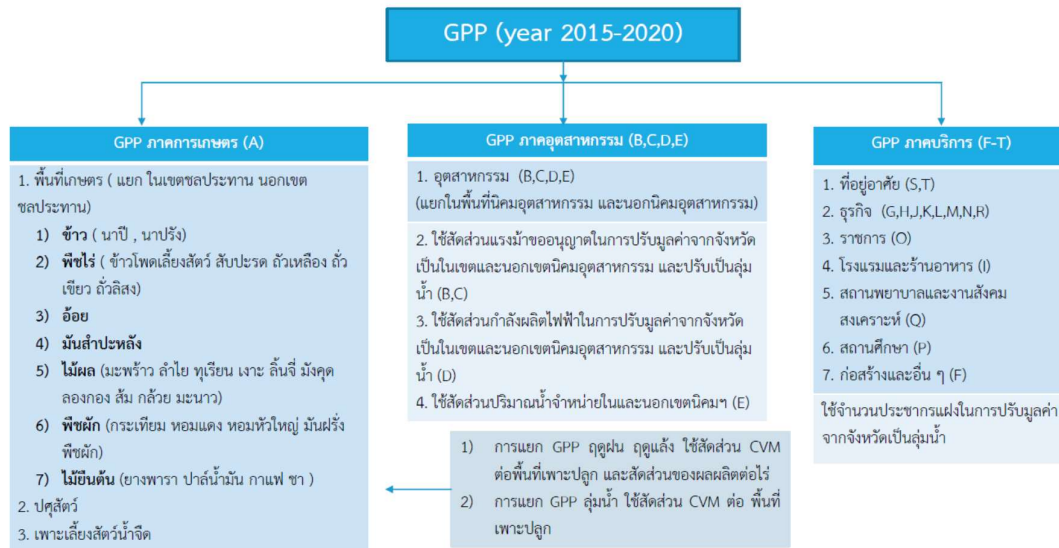 GPP (year 2015-2020)
GPP ภาคการเกษตร (A)
1. พื้นที่เกษตร ( แยก ในเขตชลประทาน นอกเขต
ชลประทาน)
1) ข้าว ( นาปี , นาปรัง)
2) พืชไร่ ( ข้าวโพดเลี้ยงสัตว์ สับปะรด ถัวเหลือง ถั่ว
เขียว ถั่วลิสง)
3) อ้อย
4) มันสำปะหลัง
5) ไม้ผล (มะพร้าว ลำไย ทุเรียน เงาะ ลิ้นจี่ มังคุด
ลองกอง ส้ม กล้วย มะนาว)
6) พืชผัก (กระเทียม หอมแดง หอมหัวใหญ่ มันฝรั่ง
พืชผัก)
7) ไม้ยืนต้น (ยางพารา ปาล์น้ำมัน กาแฟ ชา )
2. ปศุสัตว์
3. เพาะเลี้ยงสัตว์น้ำจืด
GPP ภาคอุตสาหกรรม (B,C,D,E)
1. อุตสาหกรรม (B,C,D,E)
(แยกในพื้นที่นิคมอุตสาหกรรม และนอกนิคมอุตสาหกรรม)
2. ใช้สัดส่วนแรงม้าขออนุญาตในการปรับมูลค่าจากจังหวัด
เป็นในเขตและนอกเขตนิคมอุตสาหกรรม และปรับเป็นลุ่ม
น้ำ (B,C)
3. ใช้สัดส่วนกำลังผลิตไฟฟ้าในการปรับมูลค่าจากจังหวัด
เป็นในเขตและนอกเขตนิคมอุตสาหกรรม และปรับเป็นลุ่ม
น้ำ (D)
4. ใช้สัดส่วนปริมาณน้ำจำหน่ายในและนอกเขตนิคมฯ (E)
1) การแยก GPP ฤดูฝน ฤดูแล้ง ใช้สัดส่วน CVM
ต่อพื้นที่เพาะปลูก และสัดส่วนของผลผลิตต่อไร่
2) การแยก GPP ลุ่มน้ำ ใช้สัดส่วน CVM ต่อ พื้นที่
เพาะปลูก
GPP ภาคบริการ (F-T)
1. ที่อยู่อาศัย (S,T)
2. ธุรกิจ (G,H,J,K,L,M,N,R)
3. ราชการ (O)
4. โรงแรมและร้านอาหาร (I)
5. สถานพยาบาลและงานสังคม
สงเคราะห์ (Q)
6. สถานศึกษา (P)
7. ก่อสร้างและอื่น ๆ (F)
ใช้จำนวนประชากรแฝงในการปรับมูลค่า
จากจังหวัดเป็นลุ่มน้ำ